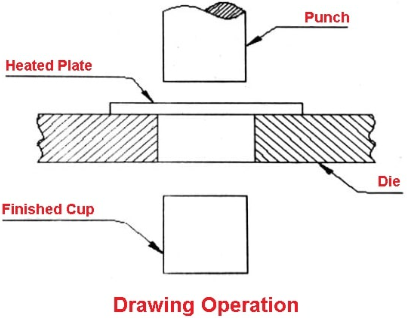 Punch
Heated Plate
Die
Finished Cup
Drawing Operation